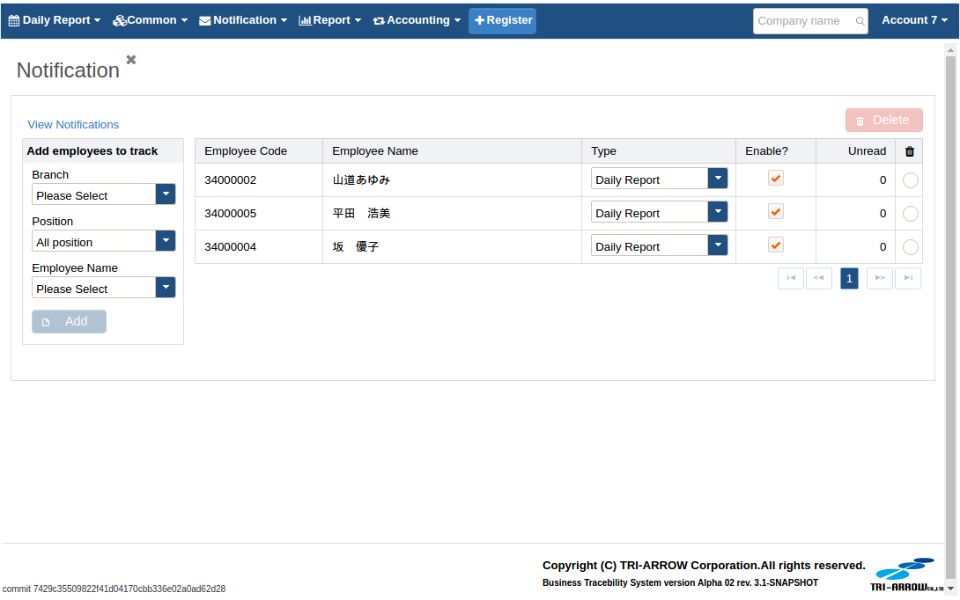 Daily Report Common Notification Report Accounting Register Company name Account 7
Notification
View Notifications
Delete
Add employees to track
Branch
Please Select
Position
All position
Employee Name
Please Select
Add
Employee Code Employee Name Type Enable? Unread
34000002 山道あゆみ Daily Report 0
34000005 平田　浩美 Daily Report 0
34000004 坂　優子 Daily Report 0
1
Copyright (C) TRI-ARROW Corporation.All rights reserved.
Business Tracebility System version Alpha 02 rev. 3.1-SNAPSHOT
TRI-ARROW
commit 7429c35509822f41d04170cbb336e02a0ad62d28